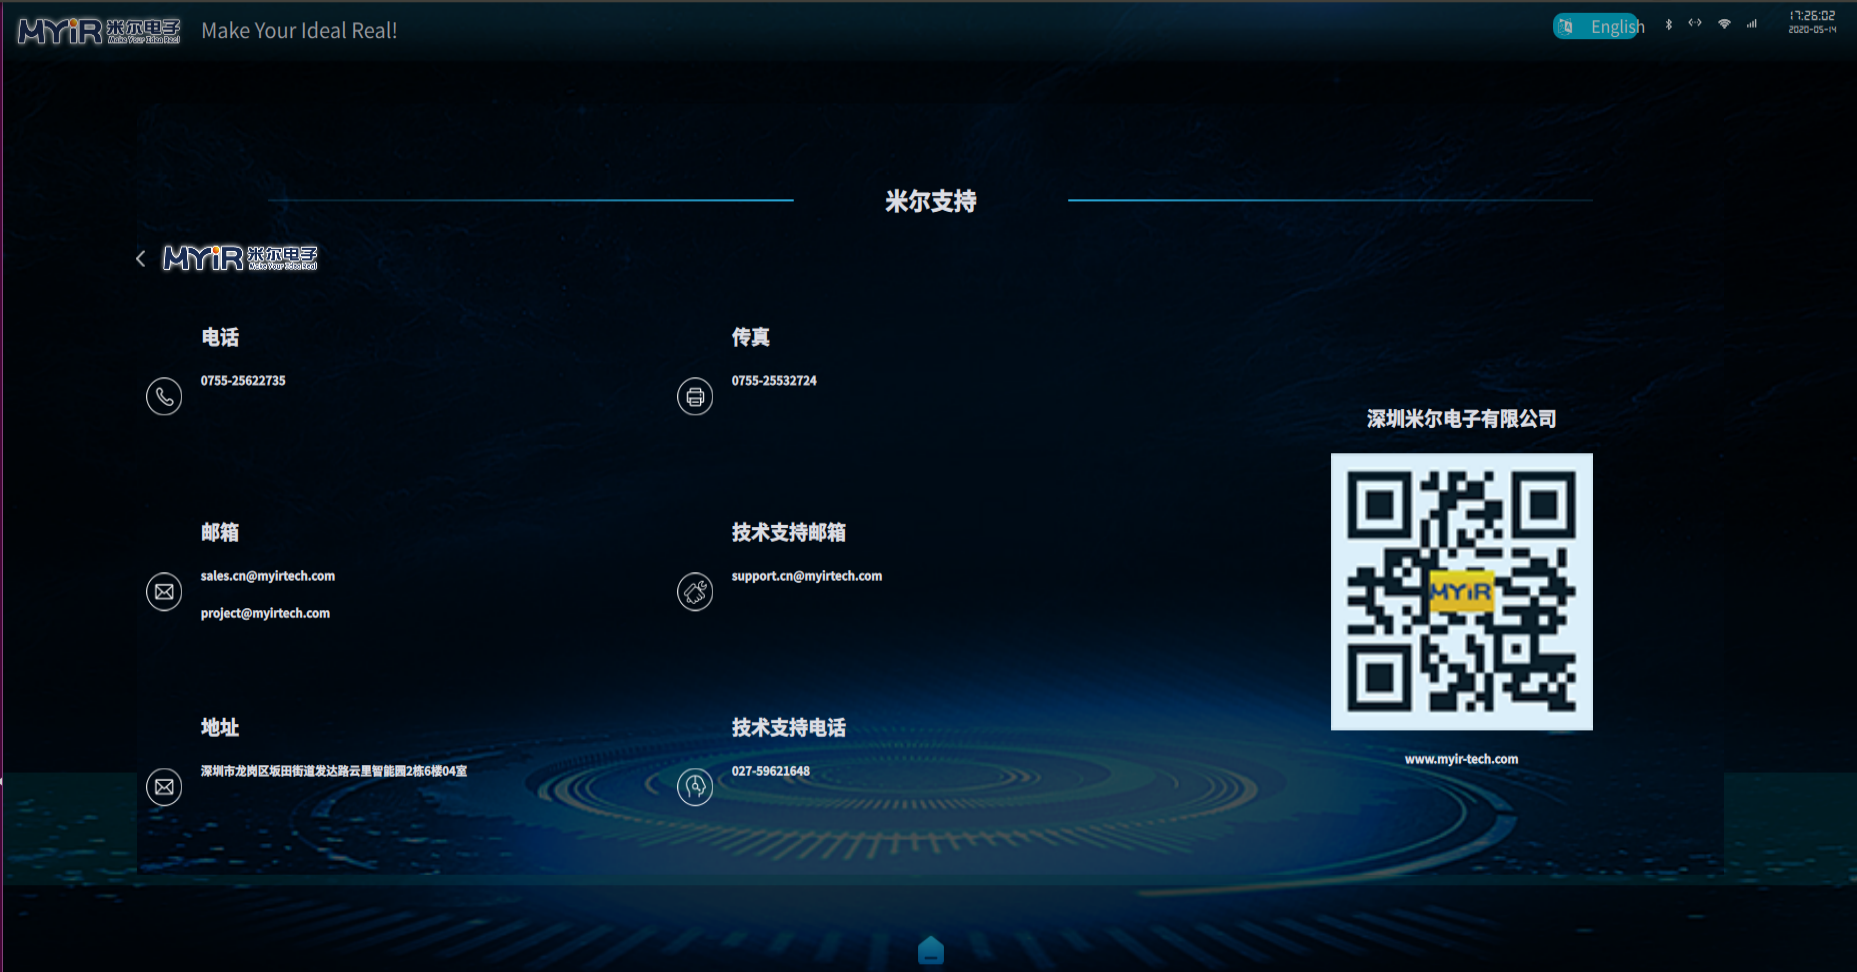 MYiR 米尔电子
Make Your Idea Real
Make Your Ideal Real!
English
17:26:02
2020-05-14
米尔支持
MYiR 米尔电子
Make Your Idea Real
电话
0755-25622735
传真
0755-25532724
深圳米尔电子有限公司
MYiR
邮箱
sales.cn@myirtech.com
project@myirtech.com
技术支持邮箱
support.cn@myirtech.com
www.myir-tech.com
地址
深圳市龙岗区坂田街道发达路云里智能园2栋6楼04室
技术支持电话
027-59621648